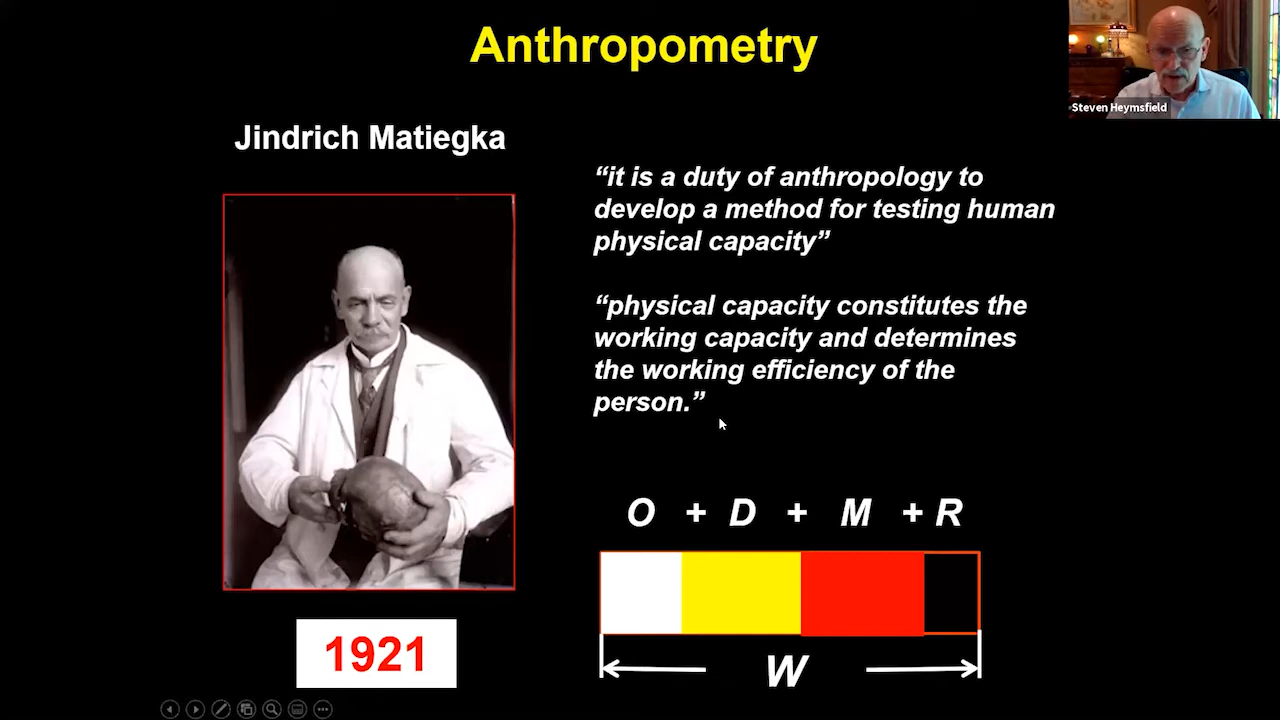 Anthropometry
Steven Heymsfield
Jindrich Matiegka
“it is a duty of anthropology to
develop a method for testing human
physical capacity”
“physical capacity constitutes the
working capacity and determines
the working efficiency of the
person.”
O + D + M + R
W
1921